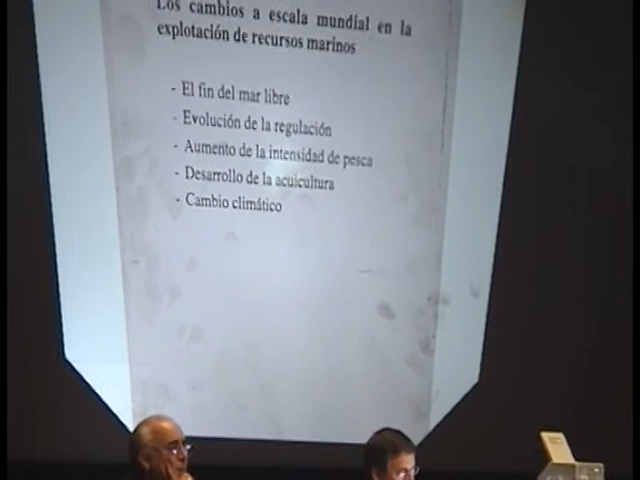 Los cambios a escala mundial en la
explotación de recursos marinos
- El fin del mar libre
- Evolución de la regulación
- Aumento de la intensidad de pesca
- Desarrollo de la acuicultura
- Cambio climático